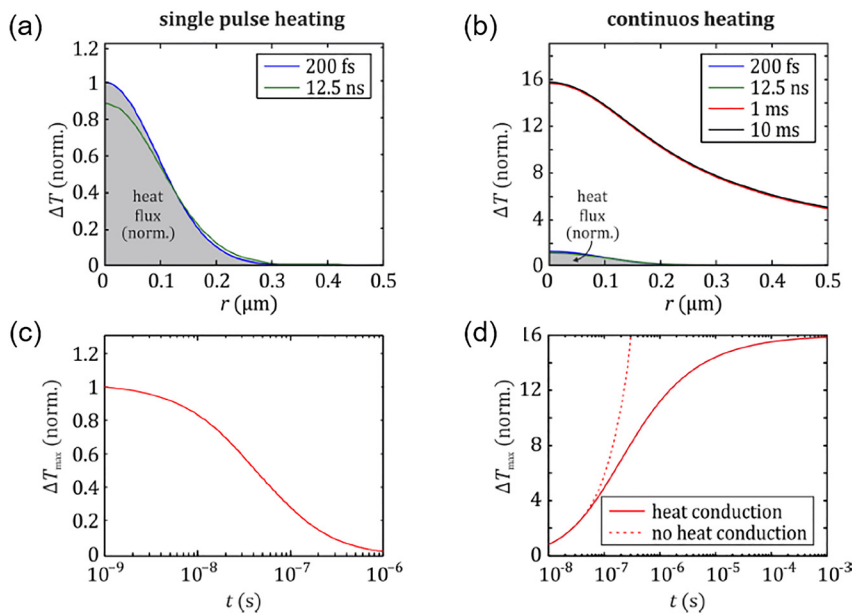 single pulse heating
continuos heating
(a)
1.2
1
0.8
0.6
0.4
0.2
0
ΔT (norm.)
200 fs
12.5 ns
heat
flux
(norm.)
0 0.1 0.2 0.3 0.4 0.5
r (μm)
(b)
16
12
8
4
0
ΔT (norm.)
200 fs
12.5 ns
1 ms
10 ms
heat
flux
(norm.)
0 0.1 0.2 0.3 0.4 0.5
r (μm)
(c)
1.2
1
0.8
0.6
0.4
0.2
0
ΔTmax (norm.)
10⁻⁹ 10⁻⁸ 10⁻⁷ 10⁻⁶
t (s)
(d)
16
12
8
4
0
ΔTmax (norm.)
heat conduction
no heat conduction
10⁻⁸ 10⁻⁷ 10⁻⁶ 10⁻⁵ 10⁻⁴ 10⁻³
t (s)